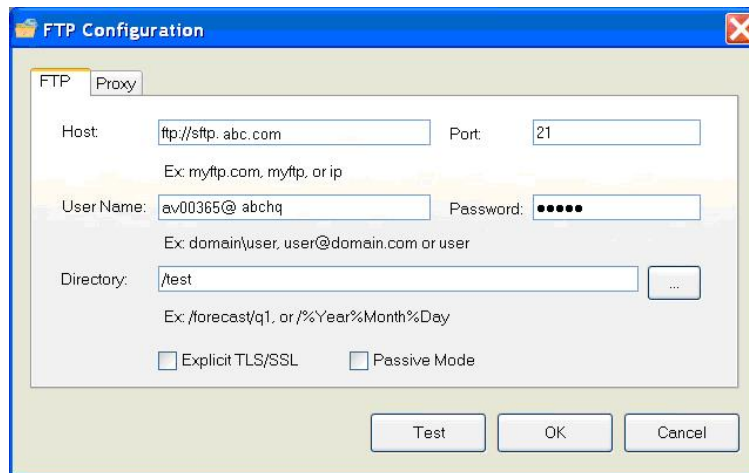 FTP Configuration
FTP Proxy
Host: ftp://sftp. abc.com Port: 21
Ex: myftp.com, myftp, or ip
User Name: av00365@ abchq Password: •••••
Ex: domain\user, user@domain.com or user
Directory: /test ...
Ex: /forecast/q1, or /%Year%Month%Day
Explicit TLS/SSL Passive Mode
Test OK Cancel